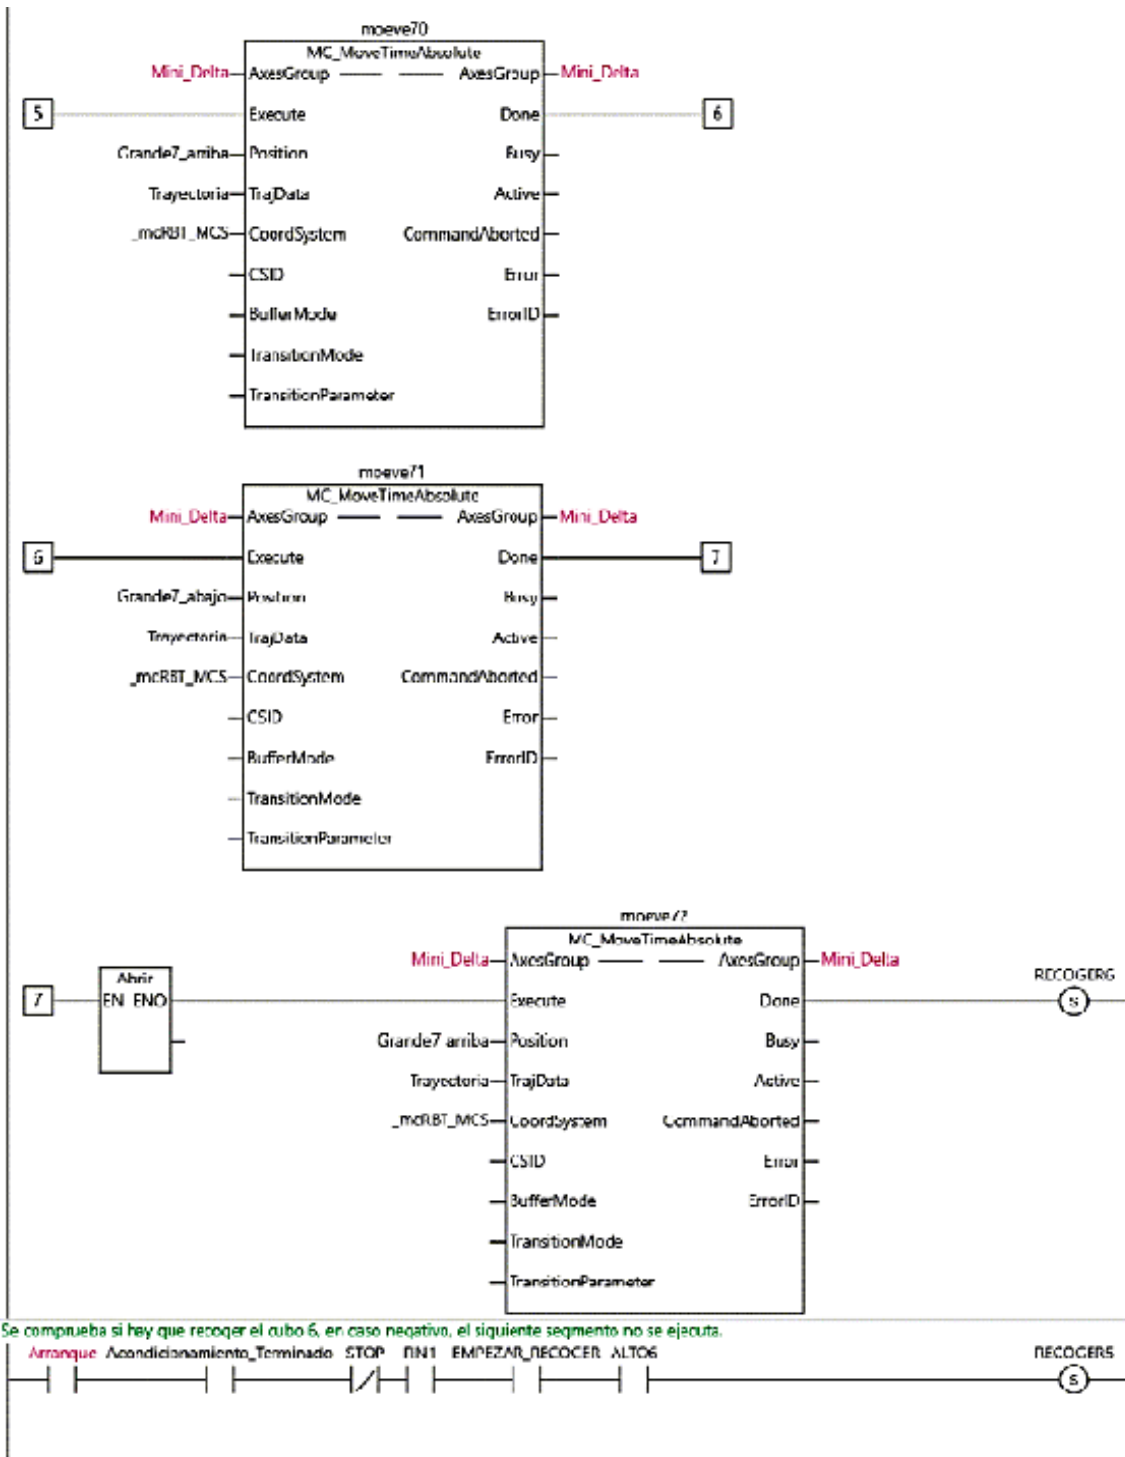 moeve70
MC_MoveTimeAbsolute
Mini_Delta AxesGroup AxesGroup Mini_Delta
5 Execute Done 6
Grande7_arriba Position Busy
Trayectoria TrajData Active
_mcRBT_MCS CoordSystem CommandAborted
CSID Error
BufferMode ErrorID
TransitionMode
TransitionParameter
moeve71
MC_MoveTimeAbsolute
Mini_Delta AxesGroup AxesGroup Mini_Delta
6 Execute Done 7
Grande7_abajo Position Busy
Trayectoria TrajData Active
_mcRBT_MCS CoordSystem CommandAborted
CSID Error
BufferMode ErrorID
TransitionMode
TransitionParameter
moeve72
MC_MoveTimeAbsolute
Mini_Delta AxesGroup AxesGroup Mini_Delta
RECOGER6
Abrir
7 EN ENO Execute Done S
Grande7_arriba Position Busy
Trayectoria TrajData Active
_mcRBT_MCS CoordSystem CommandAborted
CSID Error
BufferMode ErrorID
TransitionMode
TransitionParameter
Se comprueba si hay que recoger el cubo 6, en caso negativo, el siguiente segmento no se ejecuta.
Arranque Acondicionamiento_Terminado STOP FIN1 EMPEZAR_RECOGER ALTO6 RECOGER5
S